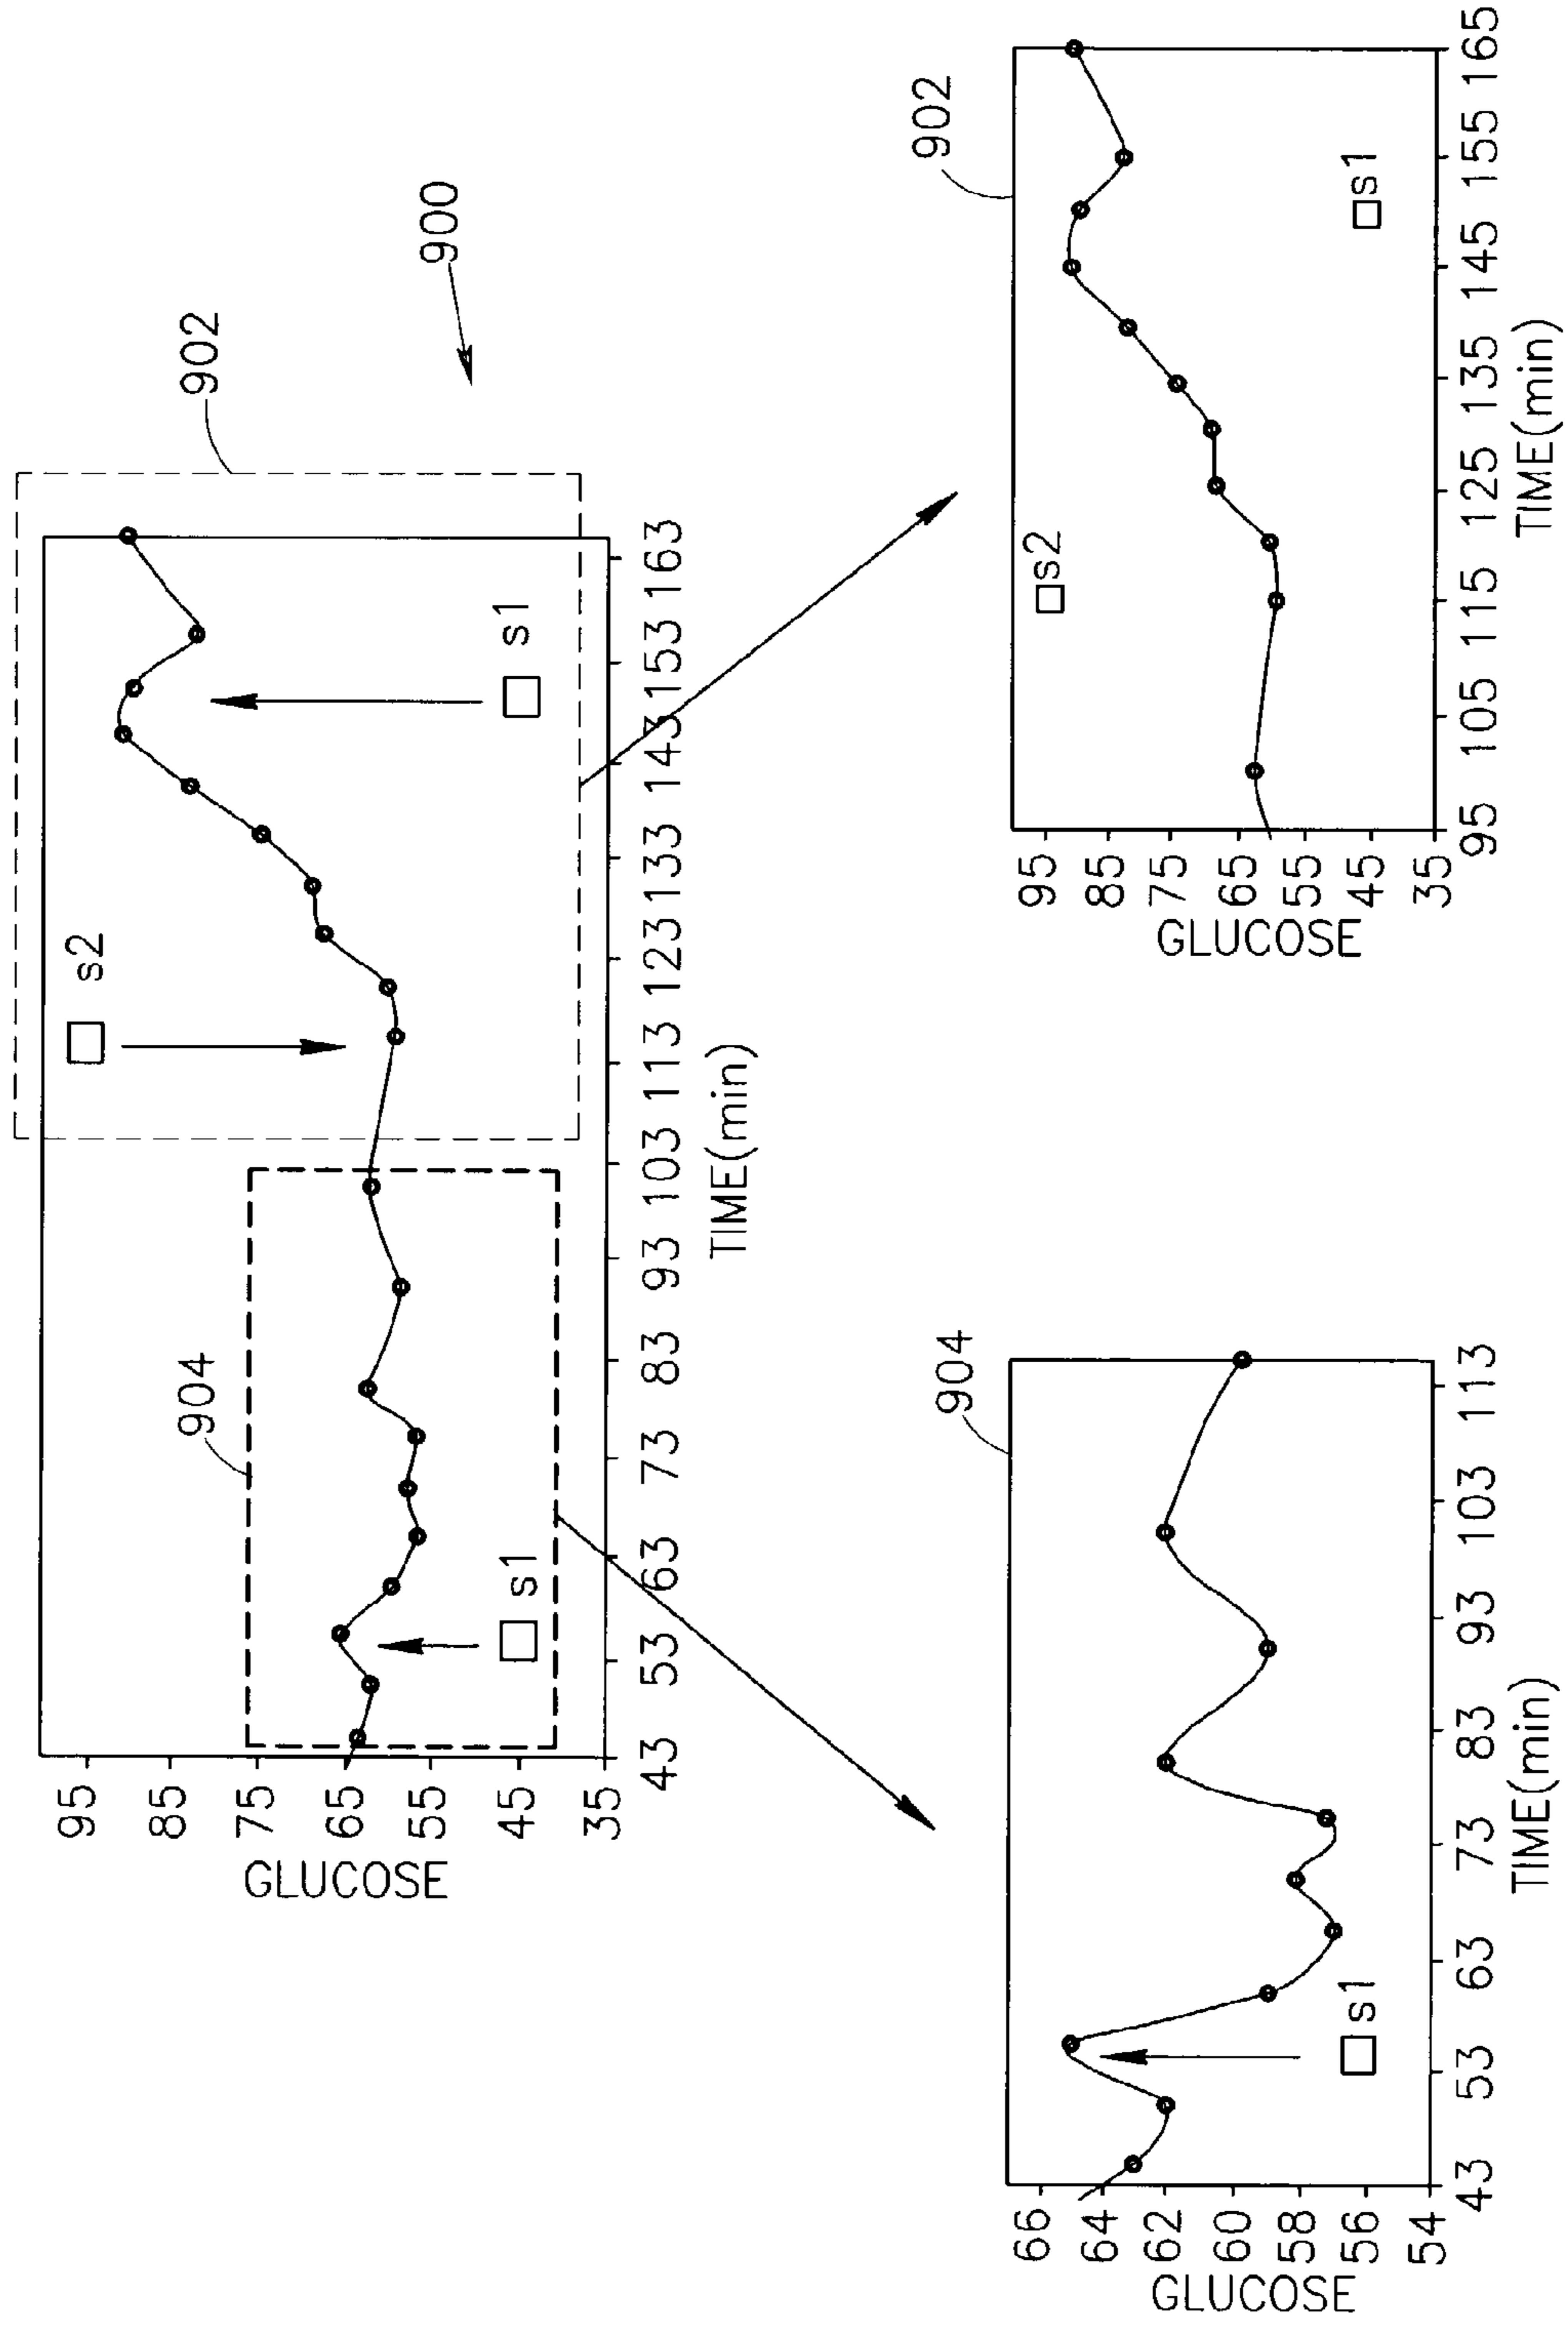 900
902
904
s2
s1
s1
GLUCOSE
95
85
75
65
55
45
35
43 53 63 73 83 93 103 113 123 133 143 153 163
TIME(min)
904
s1
GLUCOSE
66
64
62
60
58
56
54
43 53 63 73 83 93 103 113
TIME(min)
902
s2
s1
GLUCOSE
95
85
75
65
55
45
35
95 105 115 125 135 145 155 165
TIME(min)